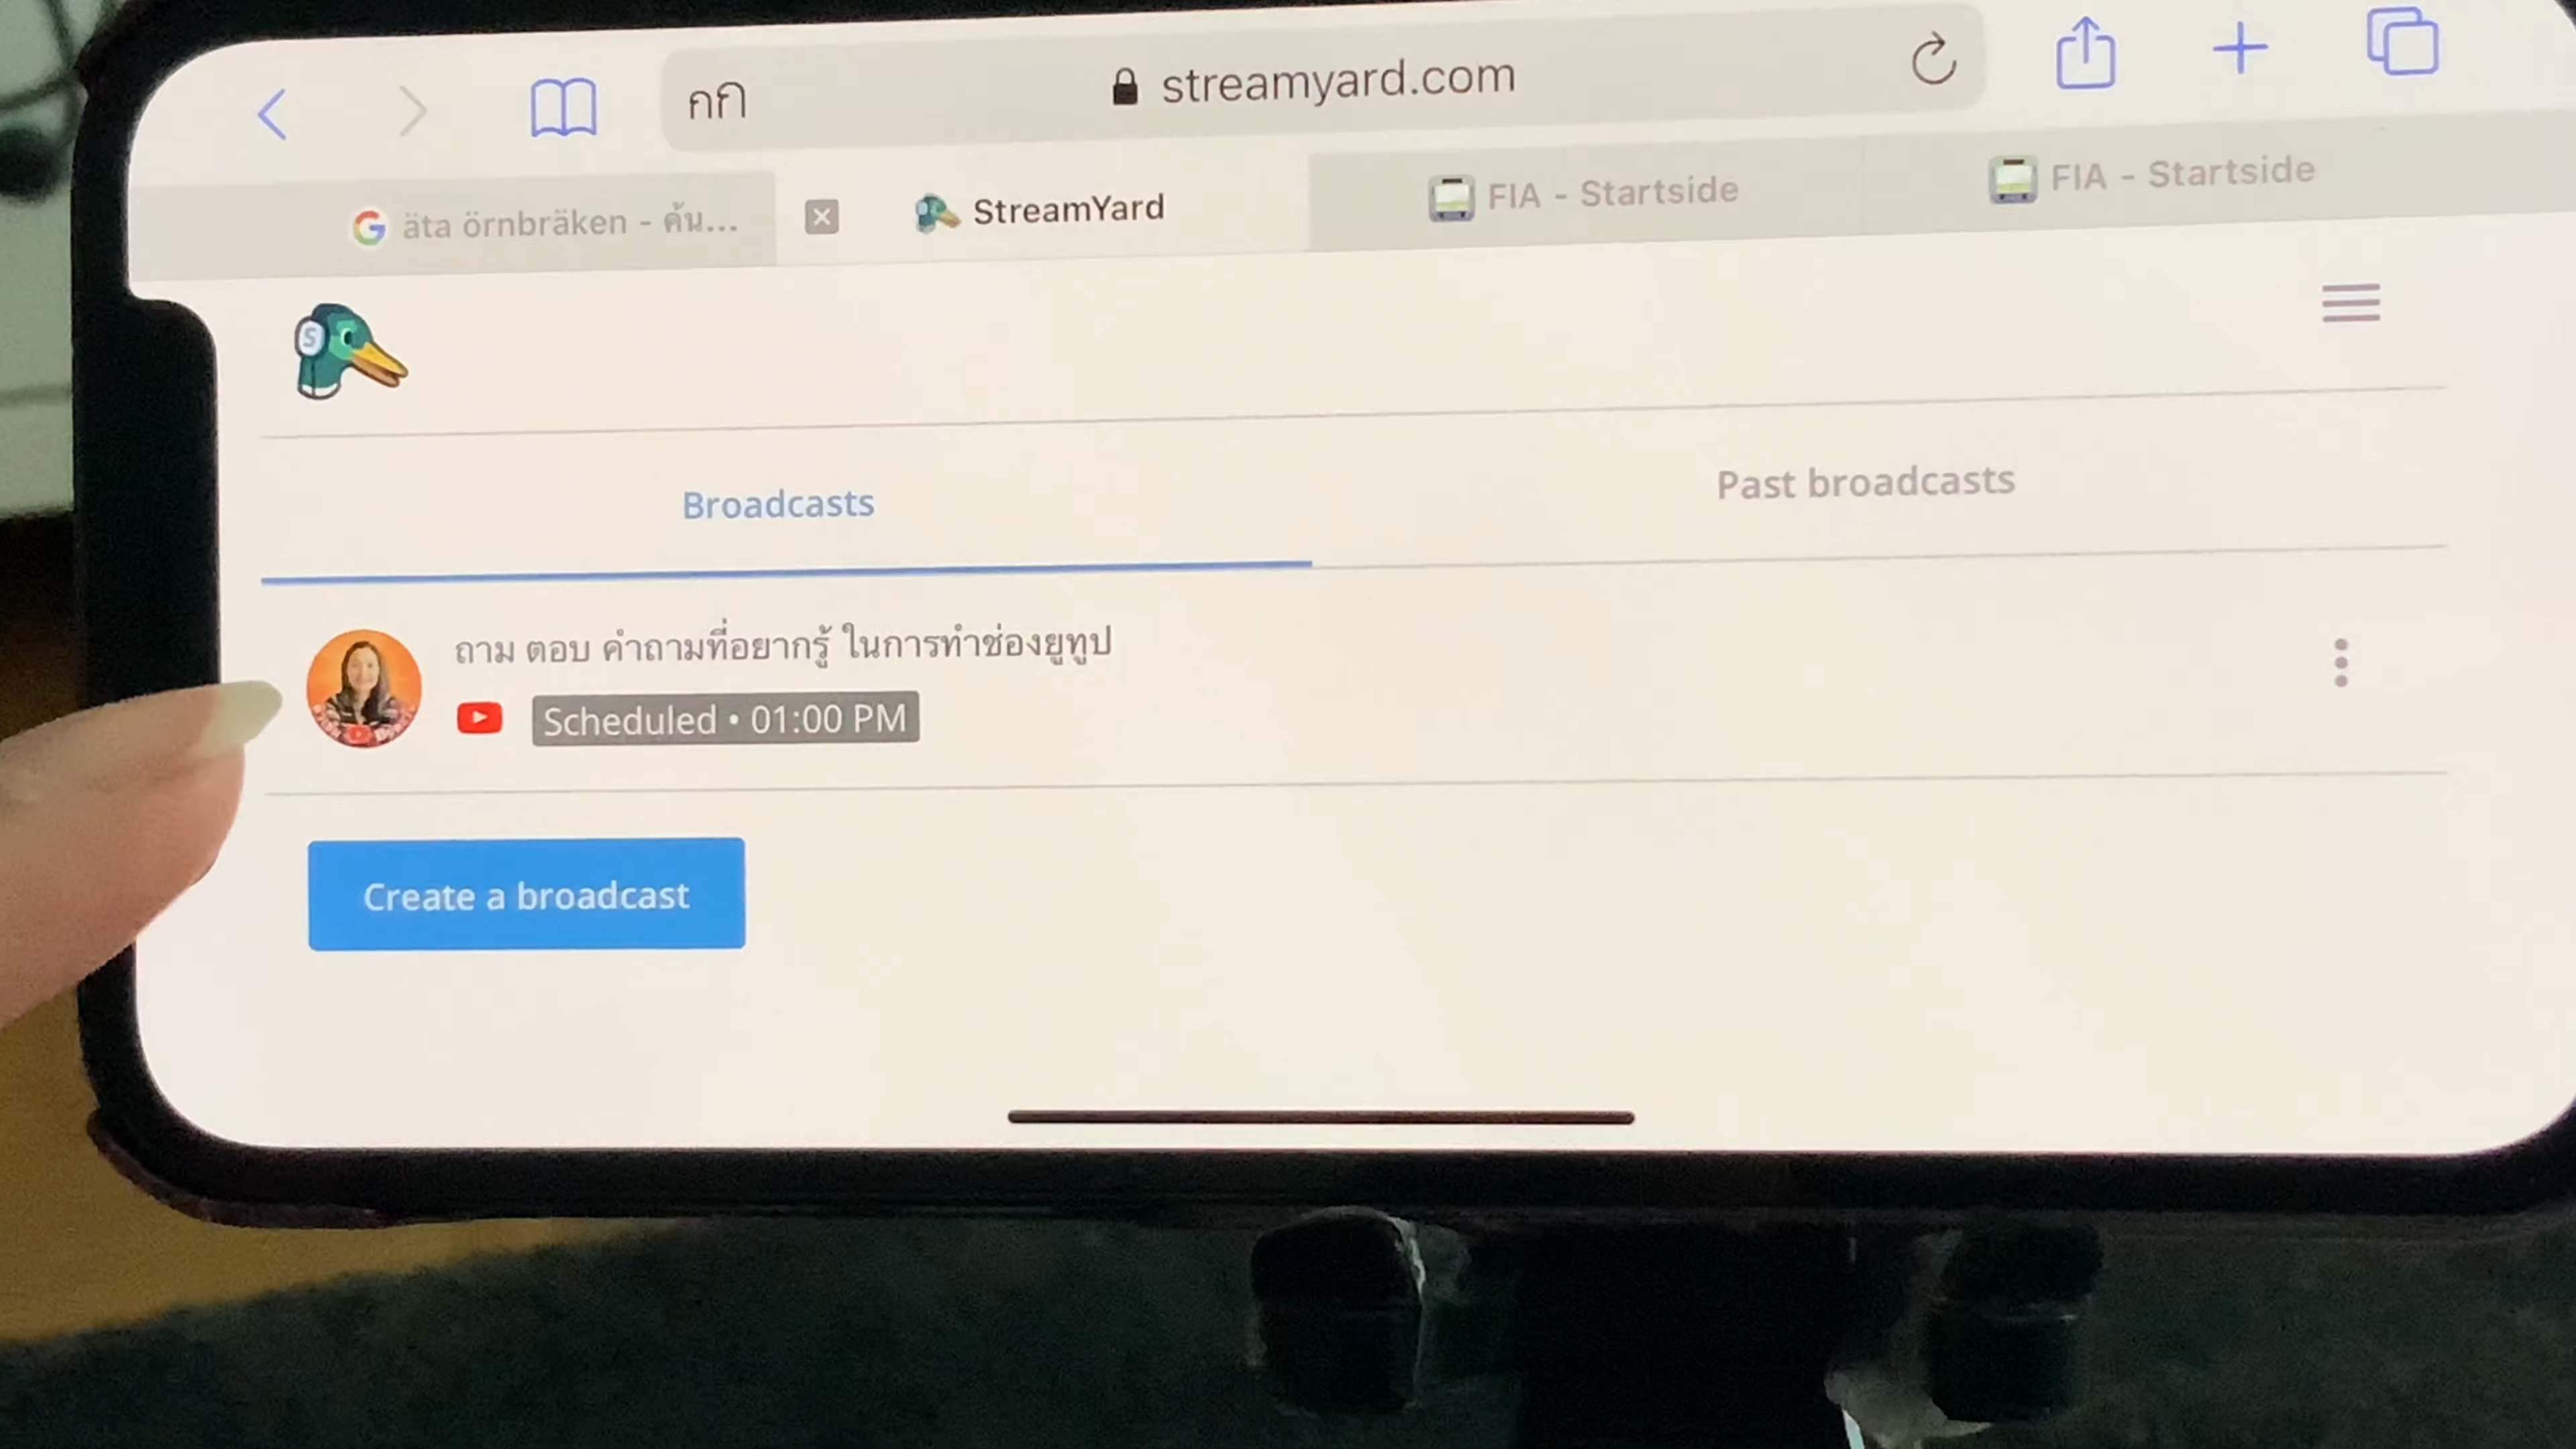 กก streamyard.com
äta örnbräken - ค้น... StreamYard FIA - Startside FIA - Startside
S
Broadcasts Past broadcasts
ถาม ตอบ คำถามที่อยากรู้ ในการทำช่องยูทูป
Scheduled • 01:00 PM
Create a broadcast